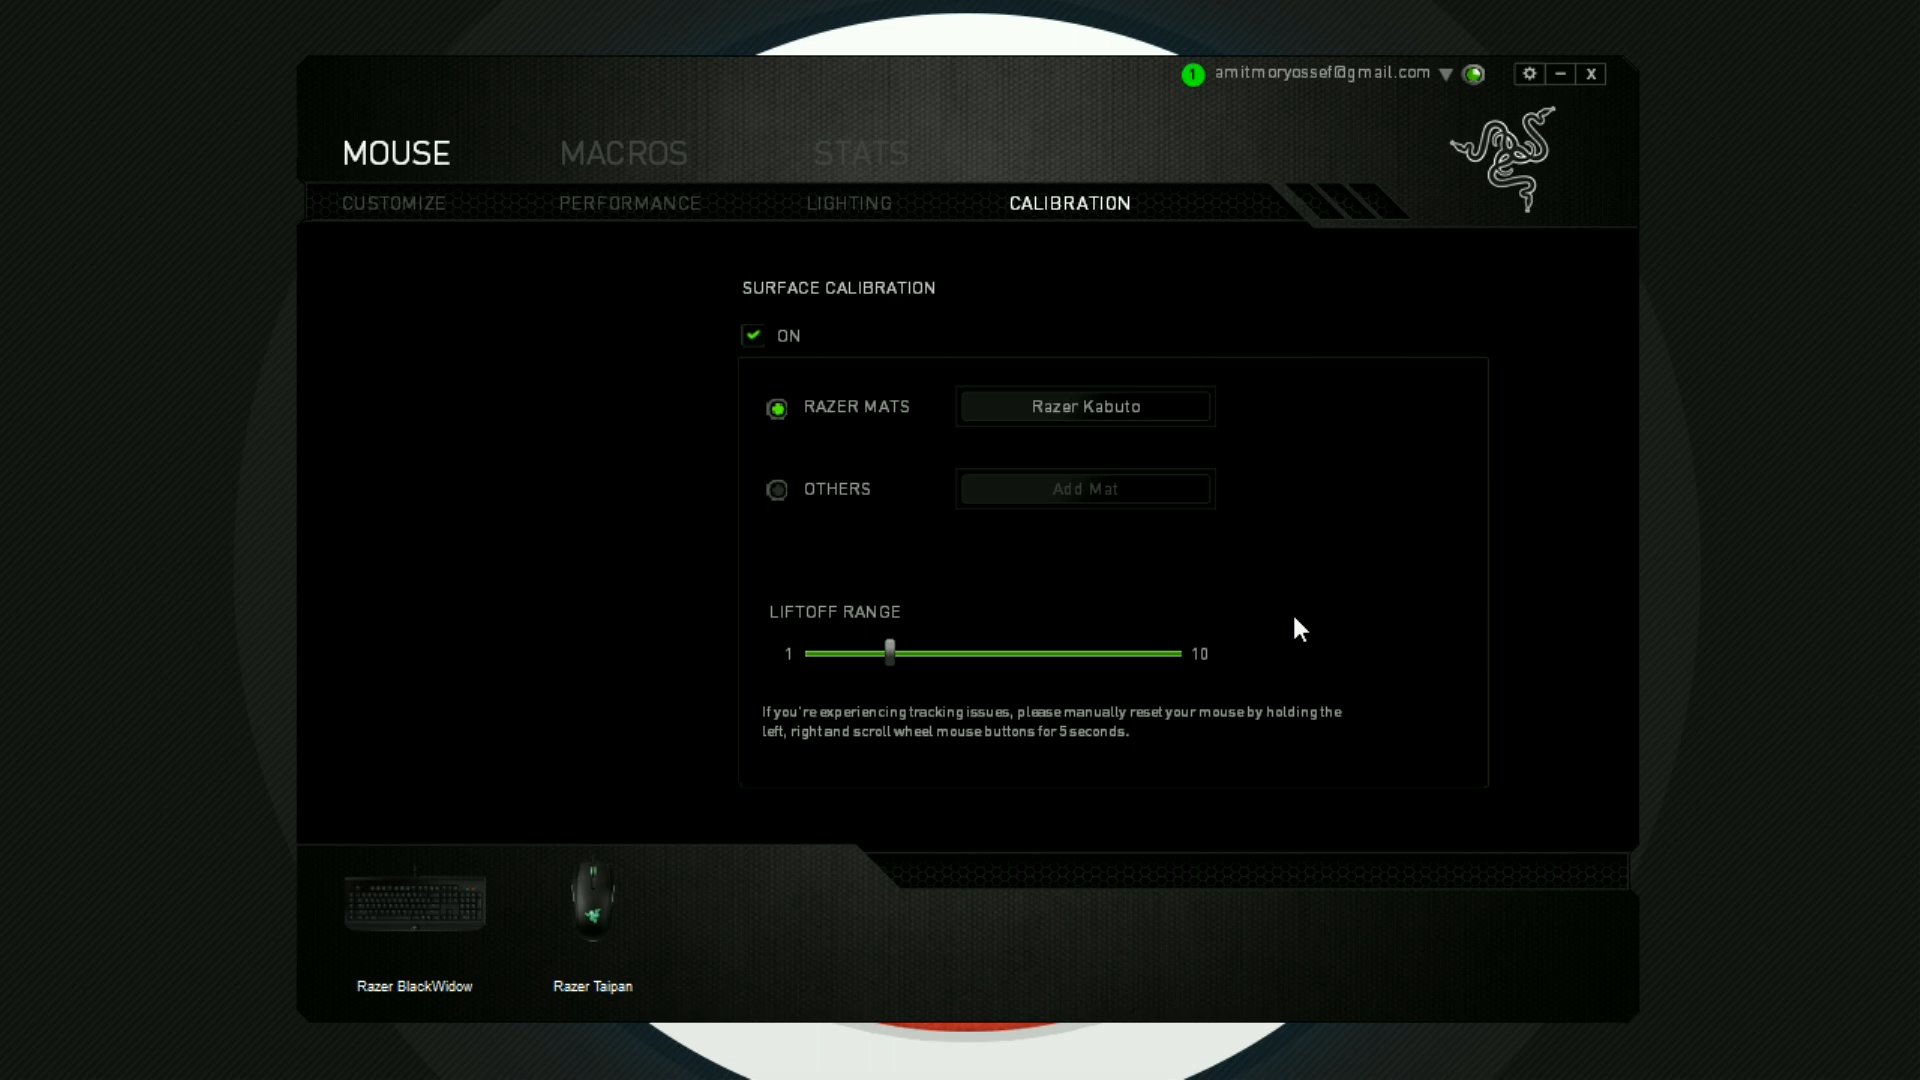 1 amitmoryossef@gmail.com
MOUSE MACROS STATS
CUSTOMIZE PERFORMANCE LIGHTING CALIBRATION
SURFACE CALIBRATION
ON
RAZER MATS Razer Kabuto
OTHERS Add Mat
LIFTOFF RANGE
1 10
If you're experiencing tracking issues, please manually reset your mouse by holding the
left, right and scroll wheel mouse buttons for 5 seconds.
Razer BlackWidow Razer Taipan